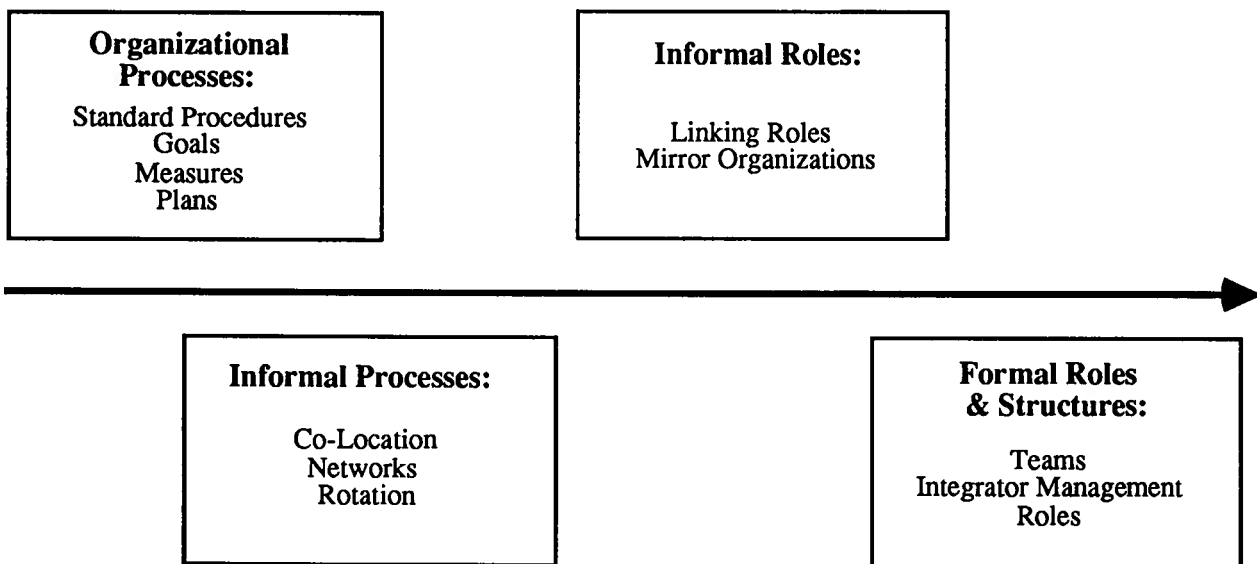 Organizational
Processes:
Standard Procedures
Goals
Measures
Plans
Informal Roles:
Linking Roles
Mirror Organizations
Informal Processes:
Co-Location
Networks
Rotation
Formal Roles
& Structures:
Teams
Integrator Management
Roles